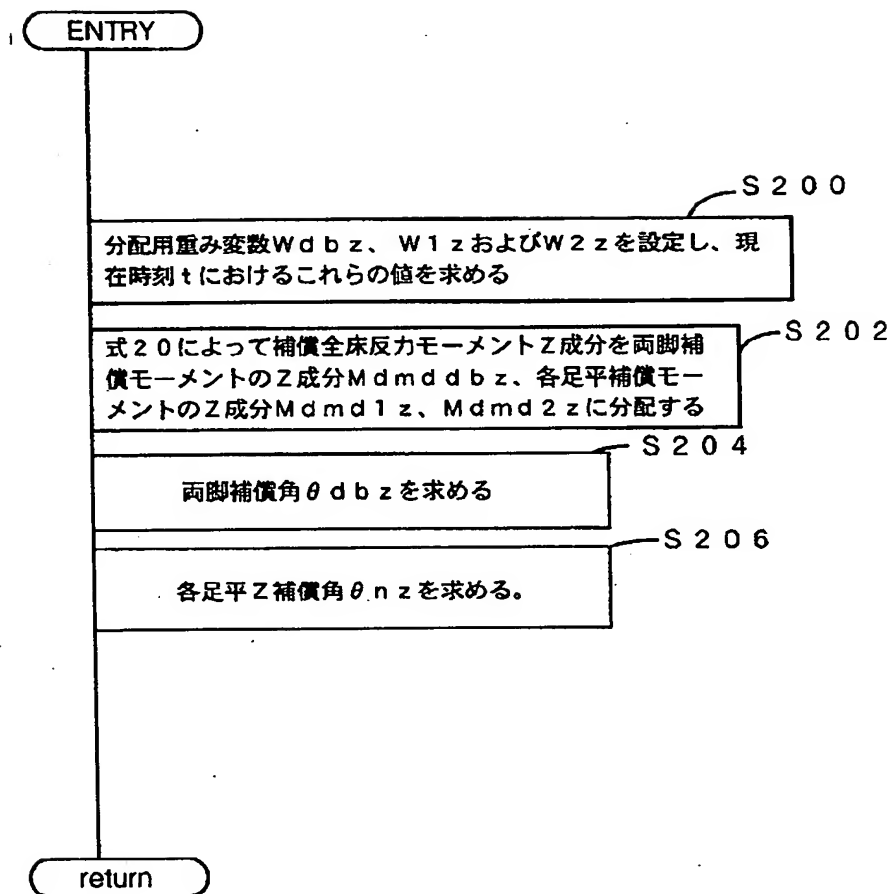 ENTRY
S200
分配用重み変数Wdbz、W1zおよびW2zを設定し、現
在時刻tにおけるこれらの値を求める
S202
式20によって補償全床反力モーメントZ成分を両脚補
償モーメントのZ成分Mdmddbz、各足平補償モー
メントのZ成分Mdmd1z、Mdmd2zに分配する
S204
両脚補償角θdbzを求める
S206
各足平Z補償角θnzを求める。
return